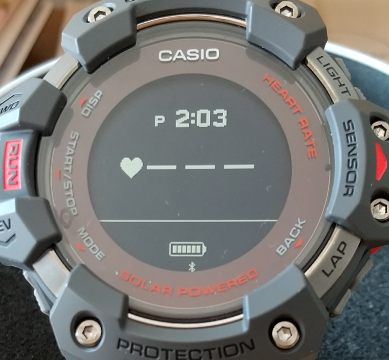 CASIO
LIGHT
DISP
HEART RATE
P 2:03
RUN
START/STOP
SENSOR
MODE
BACK
LAP
SOLAR POWERED
PROTECTION